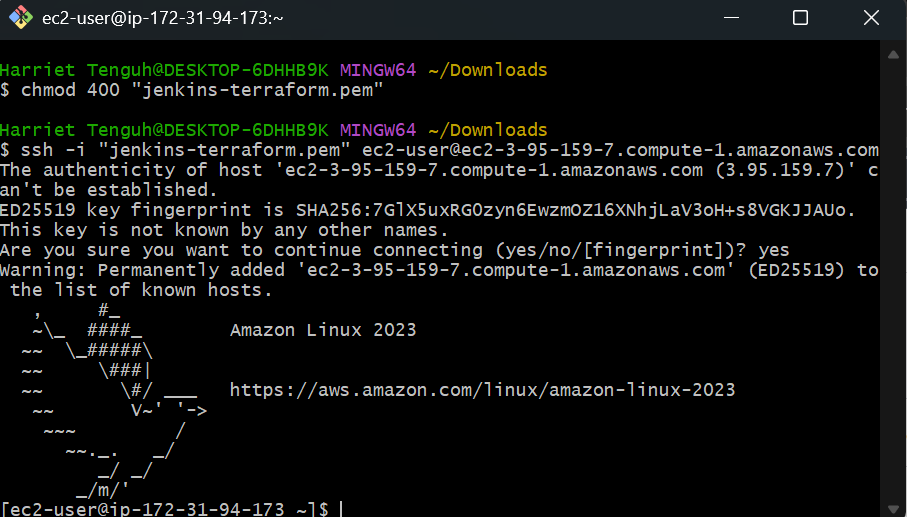 ec2-user@ip-172-31-94-173:~
Harriet Tenguh@DESKTOP-6DHHB9K MINGW64 ~/Downloads
$ chmod 400 "jenkins-terraform.pem"
Harriet Tenguh@DESKTOP-6DHHB9K MINGW64 ~/Downloads
$ ssh -i "jenkins-terraform.pem" ec2-user@ec2-3-95-159-7.compute-1.amazonaws.com
The authenticity of host 'ec2-3-95-159-7.compute-1.amazonaws.com (3.95.159.7)' c
an't be established.
ED25519 key fingerprint is SHA256:7GlX5uxRGOzyn6EwzmOZ16XNhjLaV3oH+s8VGKJJAUo.
This key is not known by any other names.
Are you sure you want to continue connecting (yes/no/[fingerprint])? yes
Warning: Permanently added 'ec2-3-95-159-7.compute-1.amazonaws.com' (ED25519) to
 the list of known hosts.
   ,     #_
   ~\_  ####_        Amazon Linux 2023
  ~~  \_#####\
  ~~     \###|
  ~~       \#/ ___   https://aws.amazon.com/linux/amazon-linux-2023
   ~~       V~' '->
    ~~~         /
      ~~._.   _/
         _/ _/
       _/m/'
[ec2-user@ip-172-31-94-173 ~]$